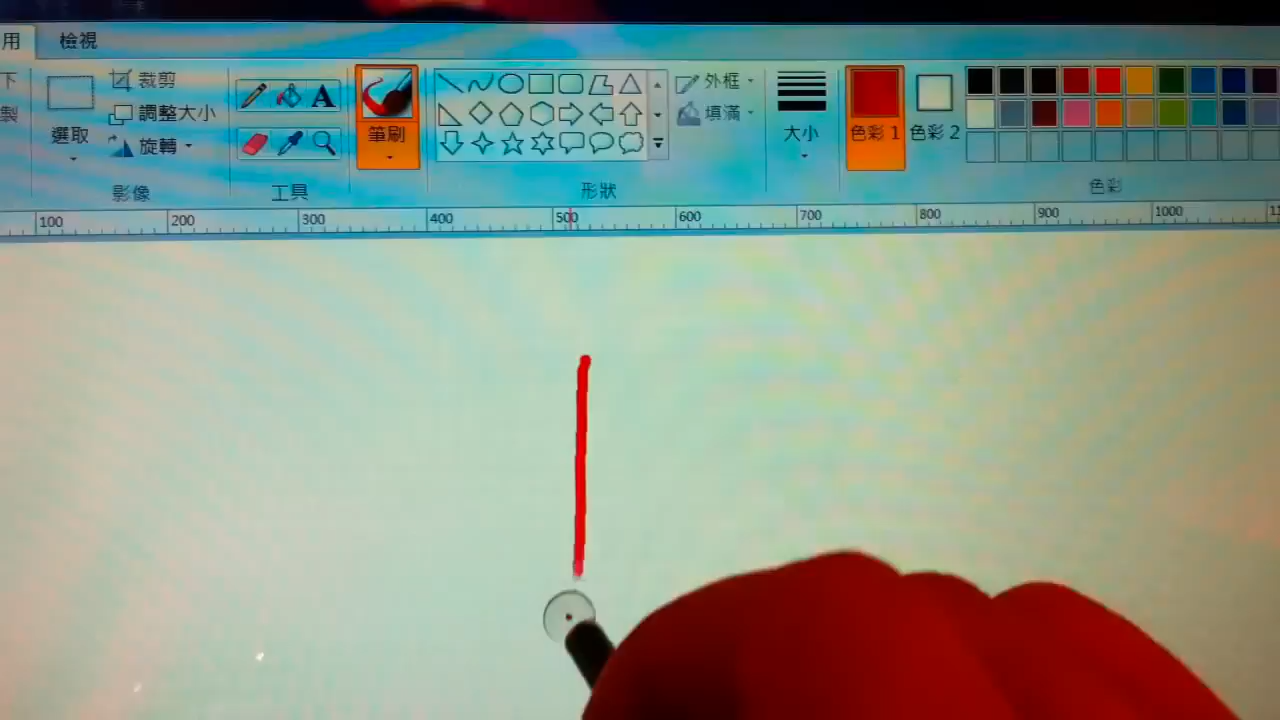 用 檢視
下 裁剪
製 調整大小 外框
選取 旋轉 A 筆刷 填滿 大小 色彩 1 色彩 2
影像 工具 形狀 色彩
100 200 300 400 500 600 700 800 900 1000